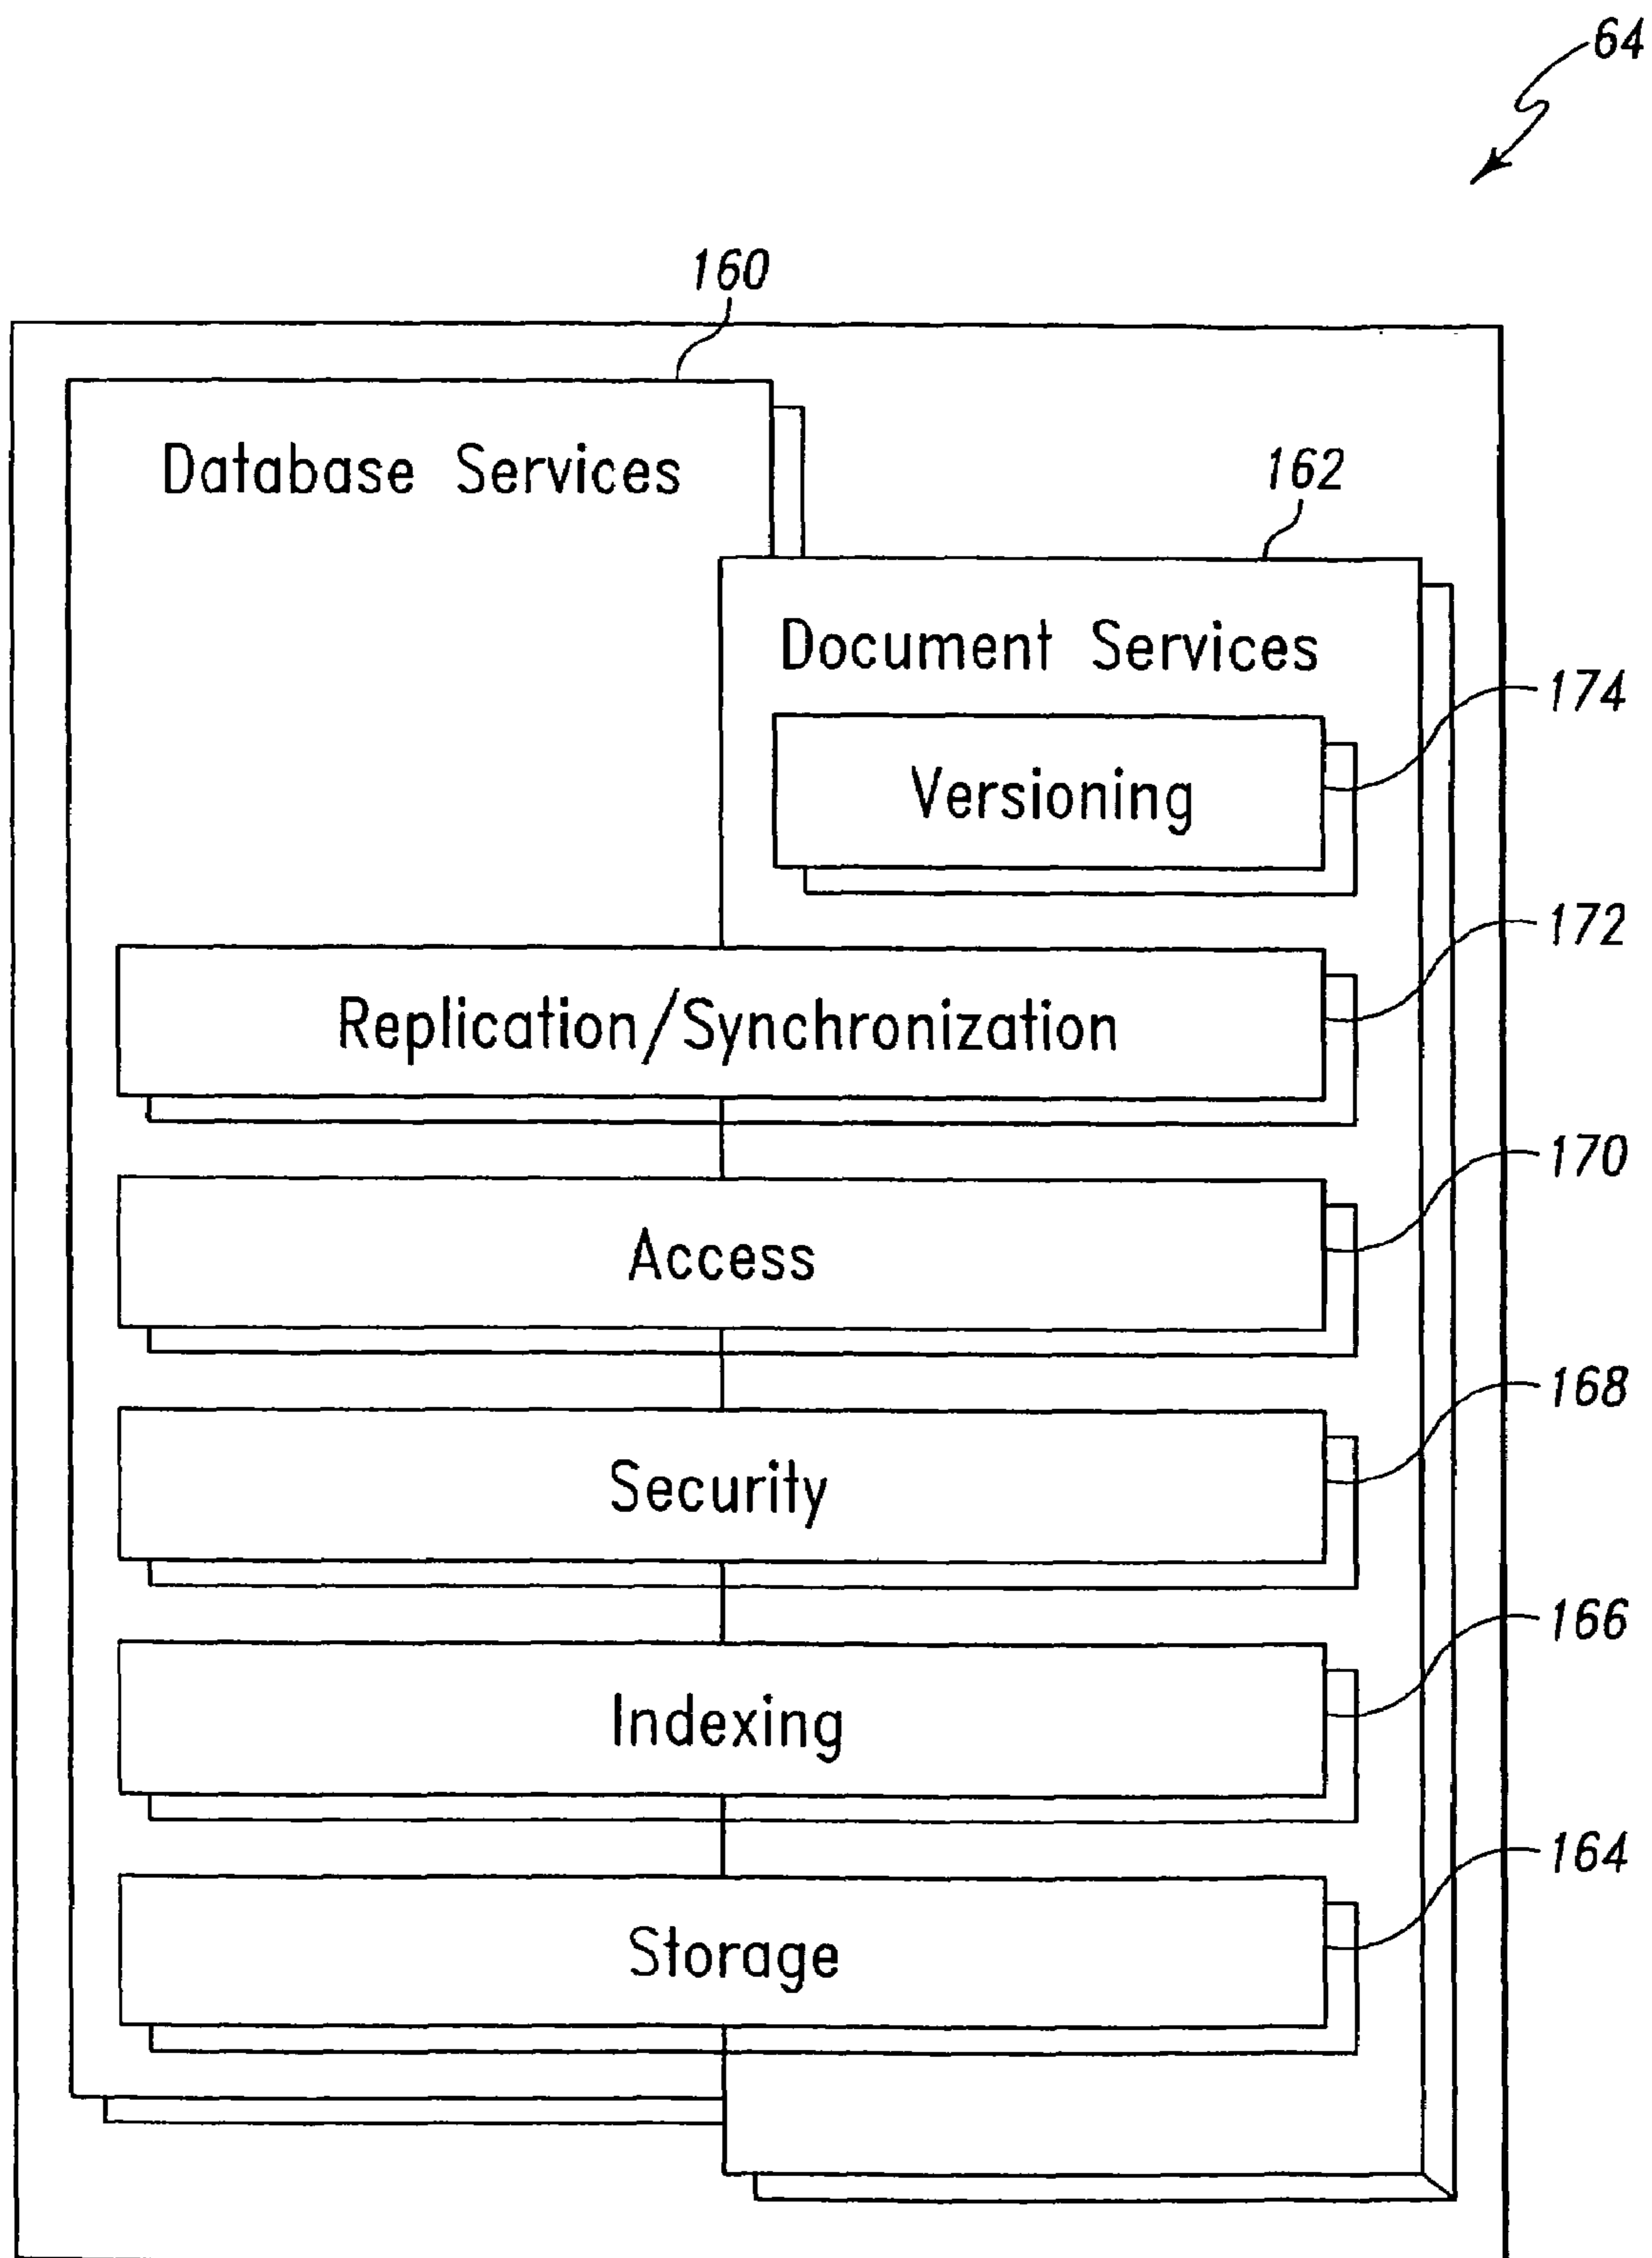 64
160
Database Services
162
Document Services
174
Versioning
172
Replication/Synchronization
170
Access
168
Security
166
Indexing
164
Storage